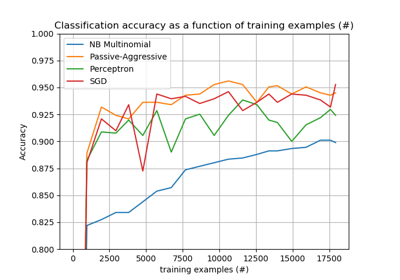 Classification accuracy as a function of training examples (#)
1.000
0.975
0.950
0.925
0.900
0.875
0.850
0.825
0.800
Accuracy
NB Multinomial
Passive-Aggressive
Perceptron
SGD
0 2500 5000 7500 10000 12500 15000 17500
training examples (#)